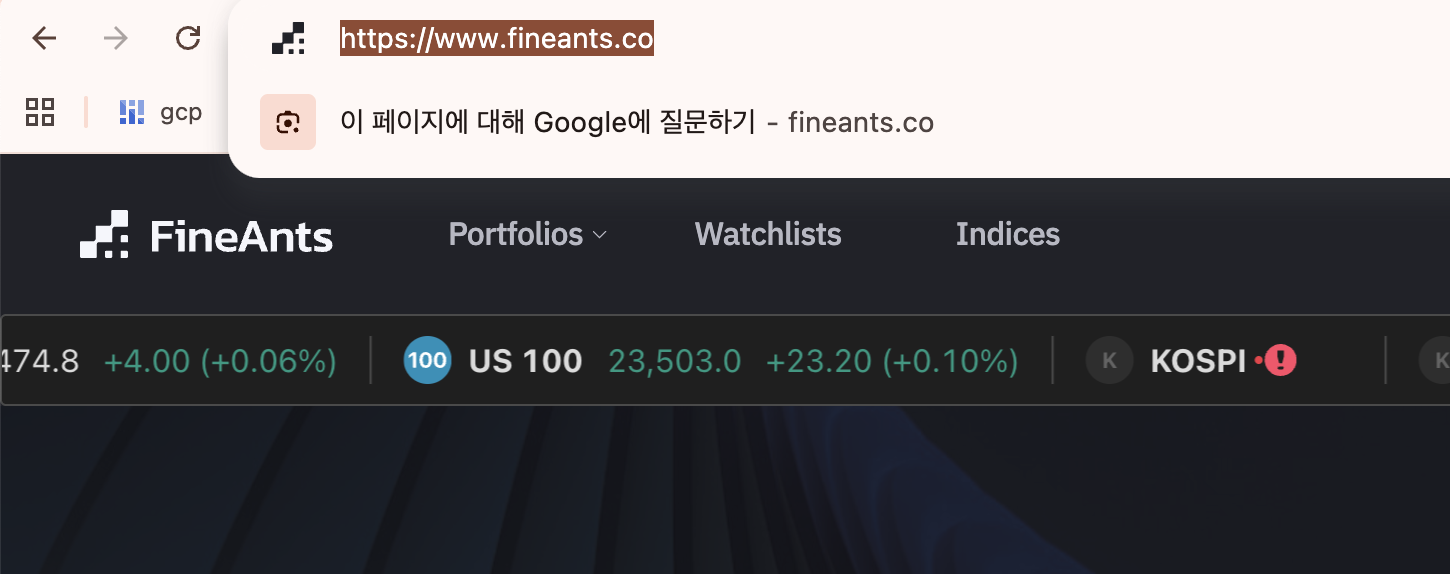 https://www.fineants.co
이 페이지에 대해 Google에 질문하기 - fineants.co
gcp
FineAnts Portfolios Watchlists Indices
474.8 +4.00 (+0.06%) 100 US 100 23,503.0 +23.20 (+0.10%) K KOSPI ! K